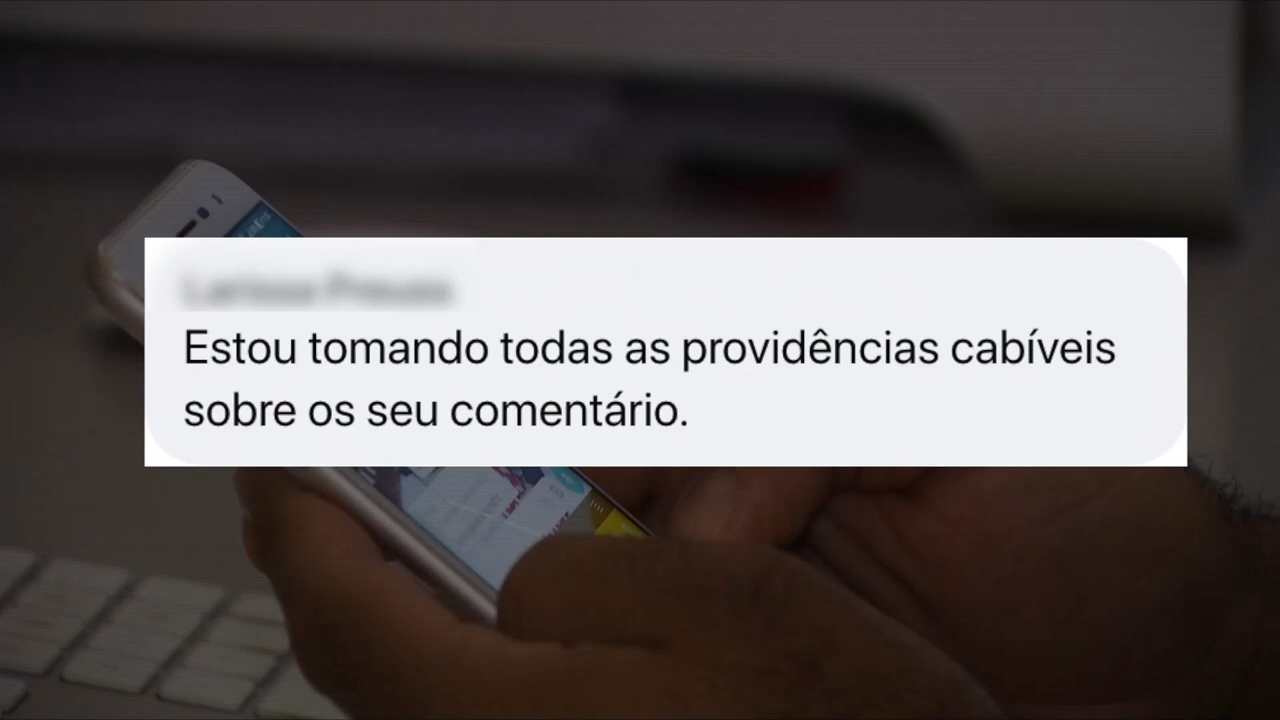 Estou tomando todas as providências cabíveis
sobre os seu comentário.